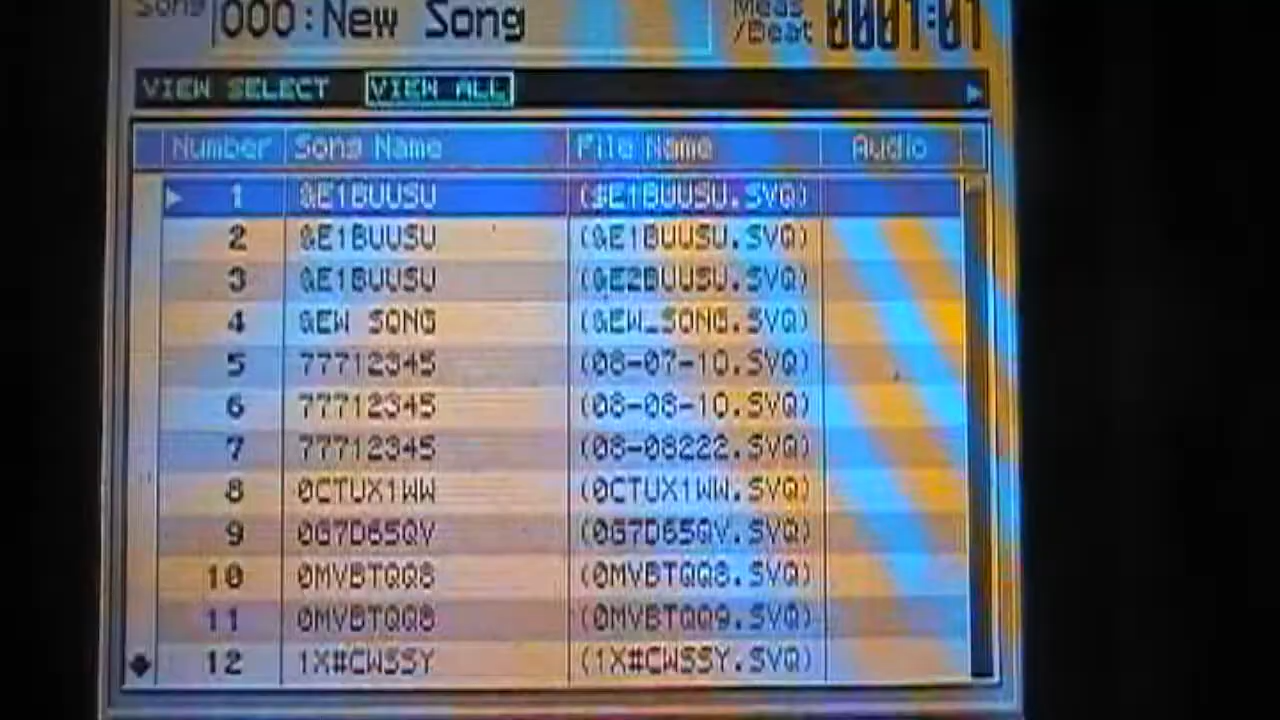 Song 000:New Song Meas /Beat 0001:01
VIEW SELECT VIEW ALL
Number Song Name File Name Audio
1 &E1BUUSU ($E1BUUSU.SVQ)
2 &E1BUUSU (&E1BUUSU.SVQ)
3 &E1BUUSU (&E2BUUSU.SVQ)
4 &EW SONG (&EW_SONG.SVQ)
5 77712345 (08-07-10.SVQ)
6 77712345 (08-08-10.SVQ)
7 77712345 (08-08222.SVQ)
8 0CTUX1WW (0CTUX1WW.SVQ)
9 0G7D65QV (0G7D65QV.SVQ)
10 0MVBTQQ8 (0MVBTQQ8.SVQ)
11 0MVBTQQ8 (0MVBTQQ9.SVQ)
12 1X#CWSSY (1X#CWSSY.SVQ)